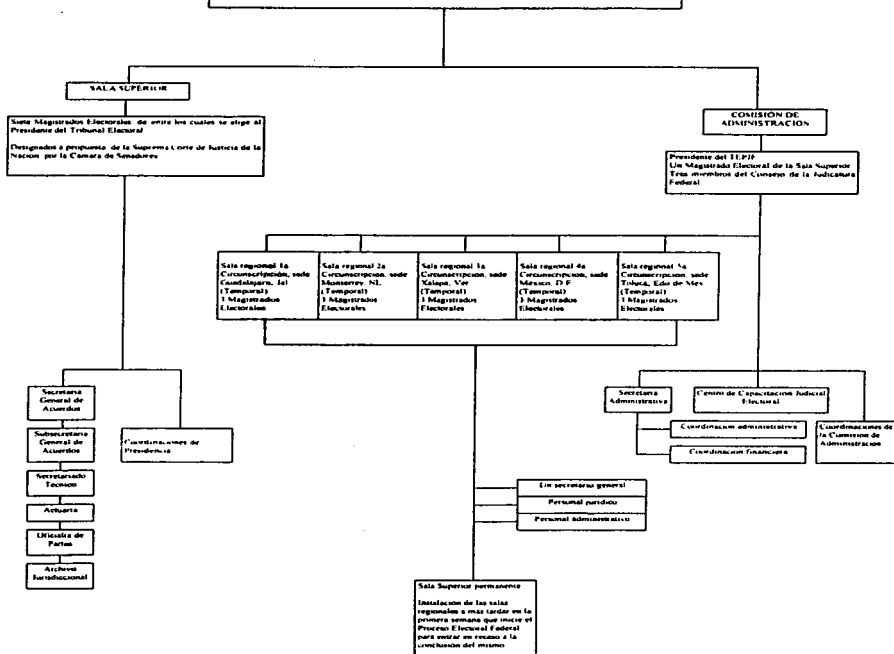 SALA SUPERIOR
Siete Magistrados Electorales de entre los cuales se elige al
Presidente del Tribunal Electoral
Designados a propuesta de la Suprema Corte de Justicia de la
Nación por la Cámara de Senadores
COMISIÓN DE
ADMINISTRACIÓN
Presidente del TEPJF
Un Magistrado Electoral de la Sala Superior
Tres miembros del Consejo de la Judicatura
Federal
Sala regional 1a
Circunscripción, sede
Guadalajara, Jal
(Temporal)
3 Magistrados
Electorales
Sala regional 2a
Circunscripción, sede
Monterrey, NL
(Temporal)
3 Magistrados
Electorales
Sala regional 3a
Circunscripción, sede
Xalapa, Ver
(Temporal)
3 Magistrados
Electorales
Sala regional 4a
Circunscripción, sede
México, D F
(Temporal)
3 Magistrados
Electorales
Sala regional 5a
Circunscripción, sede
Toluca, Edo de Mex
(Temporal)
3 Magistrados
Electorales
Secretaría
General de
Acuerdos
Subsecretaría
General de
Acuerdos
Secretariado
Técnico
Actuaría
Oficialía de
Partes
Archivo
Jurisdiccional
Coordinaciones de
Presidencia
Secretaría
Administrativa
Coordinación administrativa
Coordinación financiera
Centro de Capacitación Judicial
Electoral
Coordinaciones de
la Comisión de
Administración
Un secretario general
Personal jurídico
Personal administrativo
Sala Superior permanente
Instalación de las salas
regionales a más tardar en la
primera semana que inicie el
Proceso Electoral Federal
para entrar en receso a la
conclusión del mismo